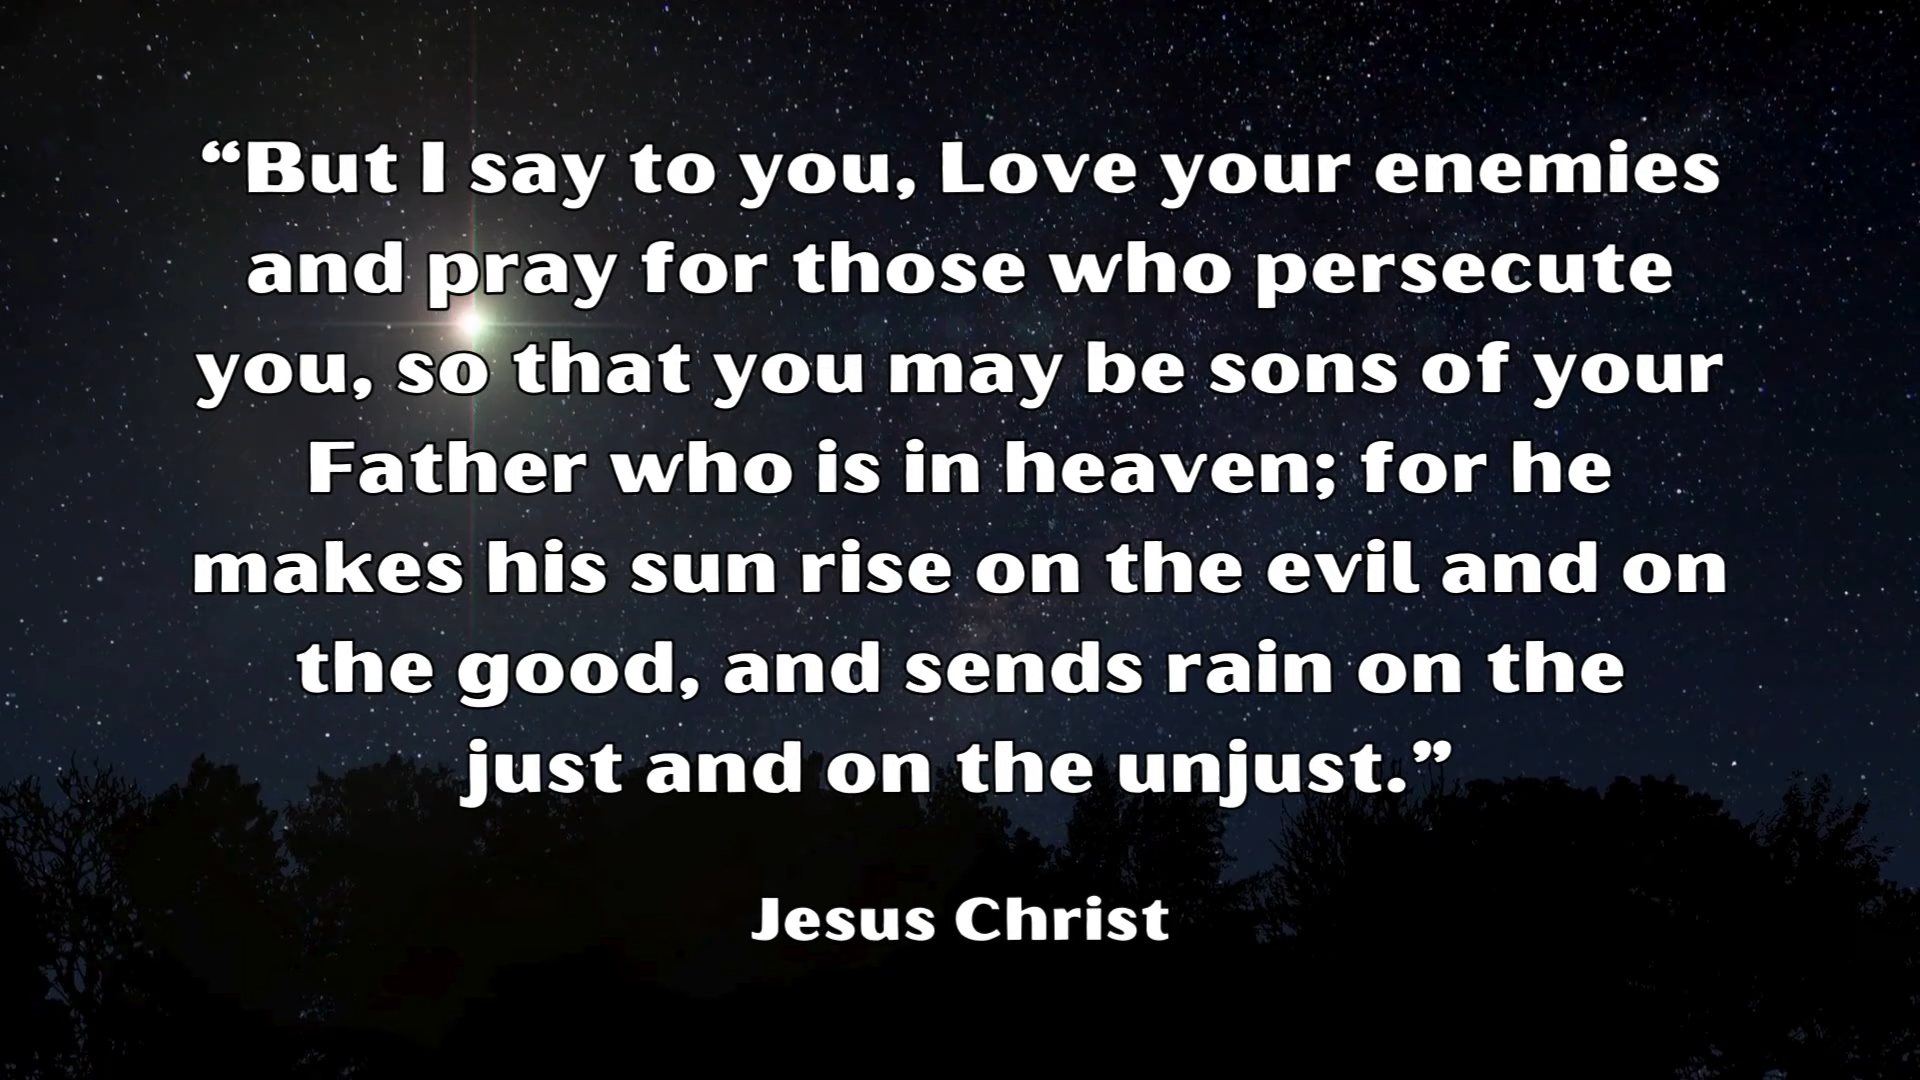 “But I say to you, Love your enemies
and pray for those who persecute
you, so that you may be sons of your
Father who is in heaven; for he
makes his sun rise on the evil and on
the good, and sends rain on the
just and on the unjust.”
Jesus Christ